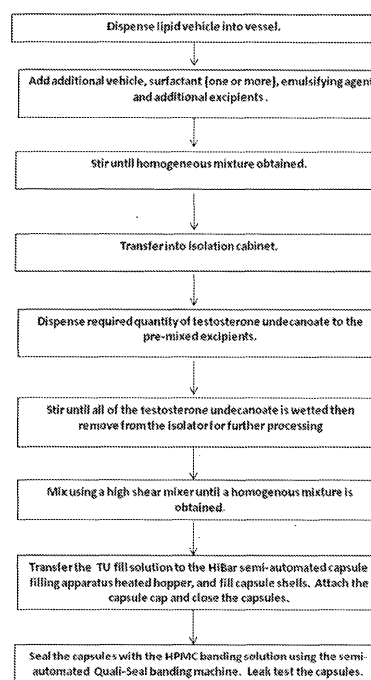 Dispense lipid vehicle into vessel.
Add additional vehicle, surfactant (one or more), emulsifying agent
and additional excipients.
Stir until homogeneous mixture obtained.
Transfer into isolation cabinet.
Dispense required quantity of testosterone undecanoate to the
pre-mixed excipients.
Stir until all of the testosterone undecanoate is wetted then
remove from the isolator for further processing
Mix using a high shear mixer until a homogenous mixture is
obtained.
Transfer the TU fill solution to the HiBar semi-automated capsule
filling apparatus heated hopper, and fill capsule shells. Attach the
capsule cap and close the capsules.
Seal the capsules with the HPMC banding solution using the semi-
automated Quali-Seal banding machine. Leak test the capsules.